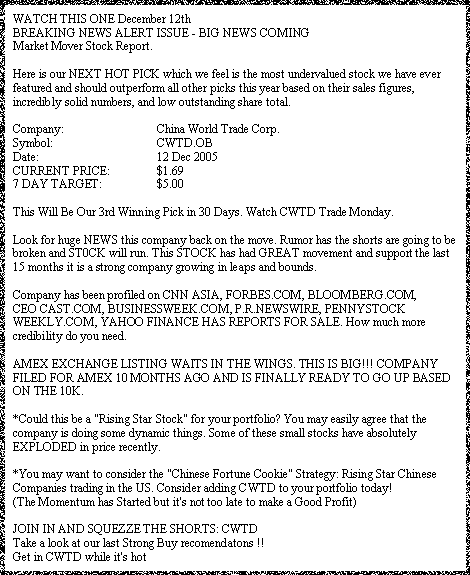 WATCH THIS ONE December 12th
BREAKING NEWS ALERT ISSUE - BIG NEWS COMING
Market Mover Stock Report.
Here is our NEXT HOT PICK which we feel is the most undervalued stock we have ever
featured and should outperform all other picks this year based on their sales figures,
incredibly solid numbers, and low outstanding share total.
Company: China World Trade Corp.
Symbol: CWTD.OB
Date: 12 Dec 2005
CURRENT PRICE: $1.69
7 DAY TARGET: $5.00
This Will Be Our 3rd Winning Pick in 30 Days. Watch CWTD Trade Monday.
Look for huge NEWS this company back on the move. Rumor has the shorts are going to be
broken and ST0CK will run. This STOCK has had GREAT movement and support the last
15 months it is a strong company growing in leaps and bounds.
Company has been profiled on CNN ASIA, FORBES.COM, BLOOMBERG.COM,
CEO CAST.COM, BUSINESSWEEK.COM, P.R.NEWSWIRE, PENNYSTOCK
WEEKLY.COM, YAHOO FINANCE HAS REPORTS FOR SALE. How much more
credibility do you need.
AMEX EXCHANGE LISTING WAITS IN THE WINGS. THIS IS BIG!!! COMPANY
FILED FOR AMEX 10 MONTHS AGO AND IS FINALLY READY TO GO UP BASED
ON THE 10K.
*Could this be a "Rising Star Stock" for your portfolio? You may easily agree that the
company is doing some dynamic things. Some of these small stocks have absolutely
EXPLODED in price recently.
*You may want to consider the "Chinese Fortune Cookie" Strategy: Rising Star Chinese
Companies trading in the US. Consider adding CWTD to your portfolio today!
(The Momentum has Started but it's not too late to make a Good Profit)
JOIN IN AND SQUEZZE THE SHORTS: CWTD
Take a look at our last Strong Buy recomendatons !!
Get in CWTD while it's hot